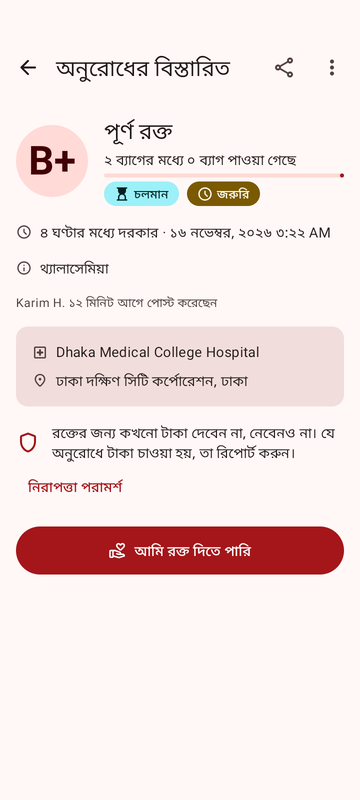 অনুরোধের বিস্তারিত
B+
পূর্ণ রক্ত
২ ব্যাগের মধ্যে ০ ব্যাগ পাওয়া গেছে
চলমান
জরুরি
৪ ঘণ্টার মধ্যে দরকার · ১৬ নভেম্বর, ২০২৬ ৩:২২ AM
থ্যালাসেমিয়া
Karim H. ১২ মিনিট আগে পোস্ট করেছেন
Dhaka Medical College Hospital
ঢাকা দক্ষিণ সিটি কর্পোরেশন, ঢাকা
রক্তের জন্য কখনো টাকা দেবেন না, নেবেনও না। যে
অনুরোধে টাকা চাওয়া হয়, তা রিপোর্ট করুন।
নিরাপত্তা পরামর্শ
আমি রক্ত দিতে পারি